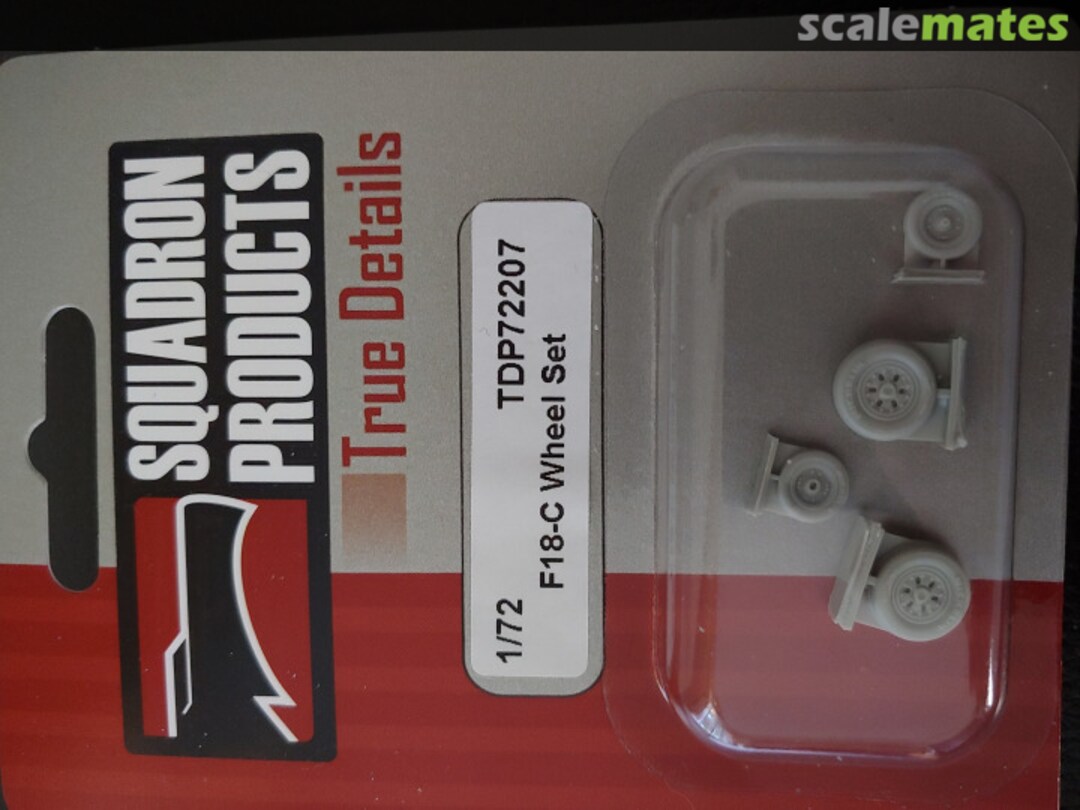 scalemates
SQUADRON
PRODUCTS
True Details
1/72 TDP72207
F18-C Wheel Set